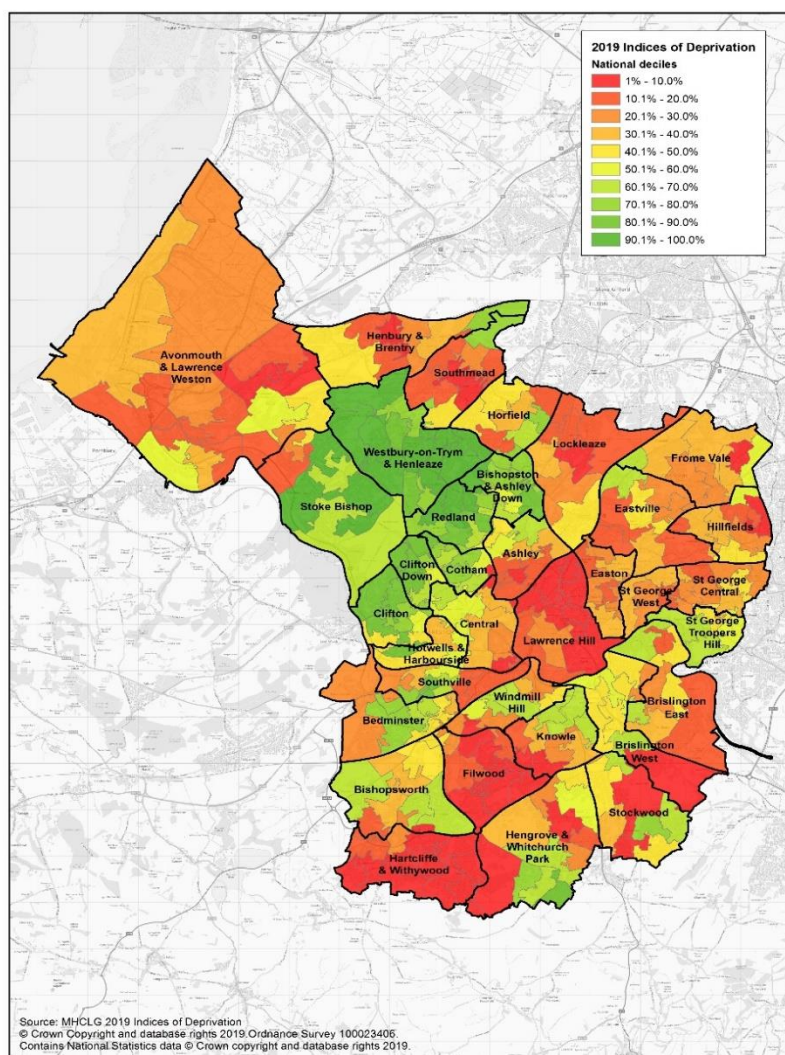 2019 Indices of Deprivation
National deciles
1% - 10.0%
10.1% - 20.0%
20.1% - 30.0%
30.1% - 40.0%
40.1% - 50.0%
50.1% - 60.0%
60.1% - 70.0%
70.1% - 80.0%
80.1% - 90.0%
90.1% - 100.0%
Avonmouth
& Lawrence
Weston
Henbury &
Brentry
Southmead
Horfield
Lockleaze
Frome Vale
Westbury-on-Trym
& Henleaze
Bishopston
& Ashley
Down
Stoke Bishop
Redland
Eastville
Hillfields
Ashley
Clifton
Down
Cotham
Easton
St George
West
St George
Central
Clifton
Central
Lawrence Hill
St George
Troopers
Hill
Hotwells &
Harbourside
Southville
Windmill
Hill
Bedminster
Knowle
Brislington
East
Brislington
West
Bishopsworth
Filwood
Stockwood
Hengrove &
Whitchurch
Park
Hartcliffe
& Withywood
Source: MHCLG 2019 Indices of Deprivation
© Crown Copyright and database rights 2019.Ordnance Survey 100023406.
Contains National Statistics data © Crown copyright and database rights 2019.